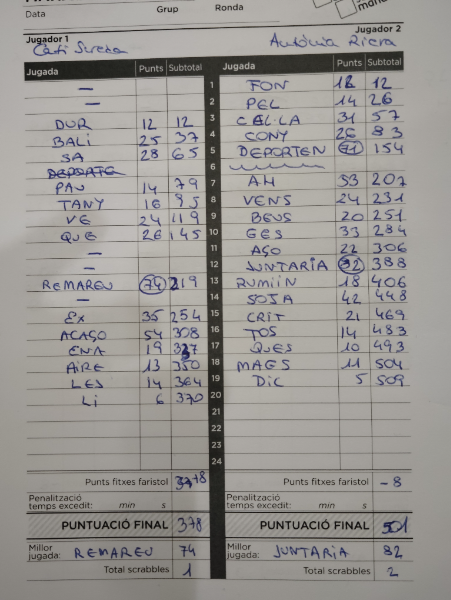 Data Grup Ronda
Jugador 1 Jugador 2
Cati Sureda Antònia Riera
Jugada Punts Subtotal Jugada Punts Subtotal
— 1 FON 12 12
— 2 PEL 14 26
DUR 12 12 3 CEL·LA 31 57
BALI 25 37 4 CONY 26 83
SA 28 65 5 DEPORTEN 71 154
DEPORTE 6
PAU 14 79 7 AH 53 207
TANY 16 95 8 VENS 24 231
VE 24 119 9 BEUS 20 251
QUE 26 145 10 GES 33 284
— 11 AÇO 22 306
— 12 JUNTARIA 82 388
REMAREU 74 219 13 RUMIÏN 18 406
— 14 SOJA 42 448
EX 35 254 15 CRIT 21 469
ACAÇO 54 308 16 TOS 14 483
ENA 19 337 17 QUES 10 493
AIRE 13 350 18 MAGS 11 504
LES 14 364 19 DIC 5 509
LI 6 370 20
21
22
23
24
Punts fitxes faristol 378 Punts fitxes faristol -8
Penalització Penalització
temps excedit: min s temps excedit: min s
PUNTUACIÓ FINAL 378 PUNTUACIÓ FINAL 501
Millor Millor
jugada: REMAREU 74 jugada: JUNTARIA 82
Total scrabbles 1 Total scrabbles 2